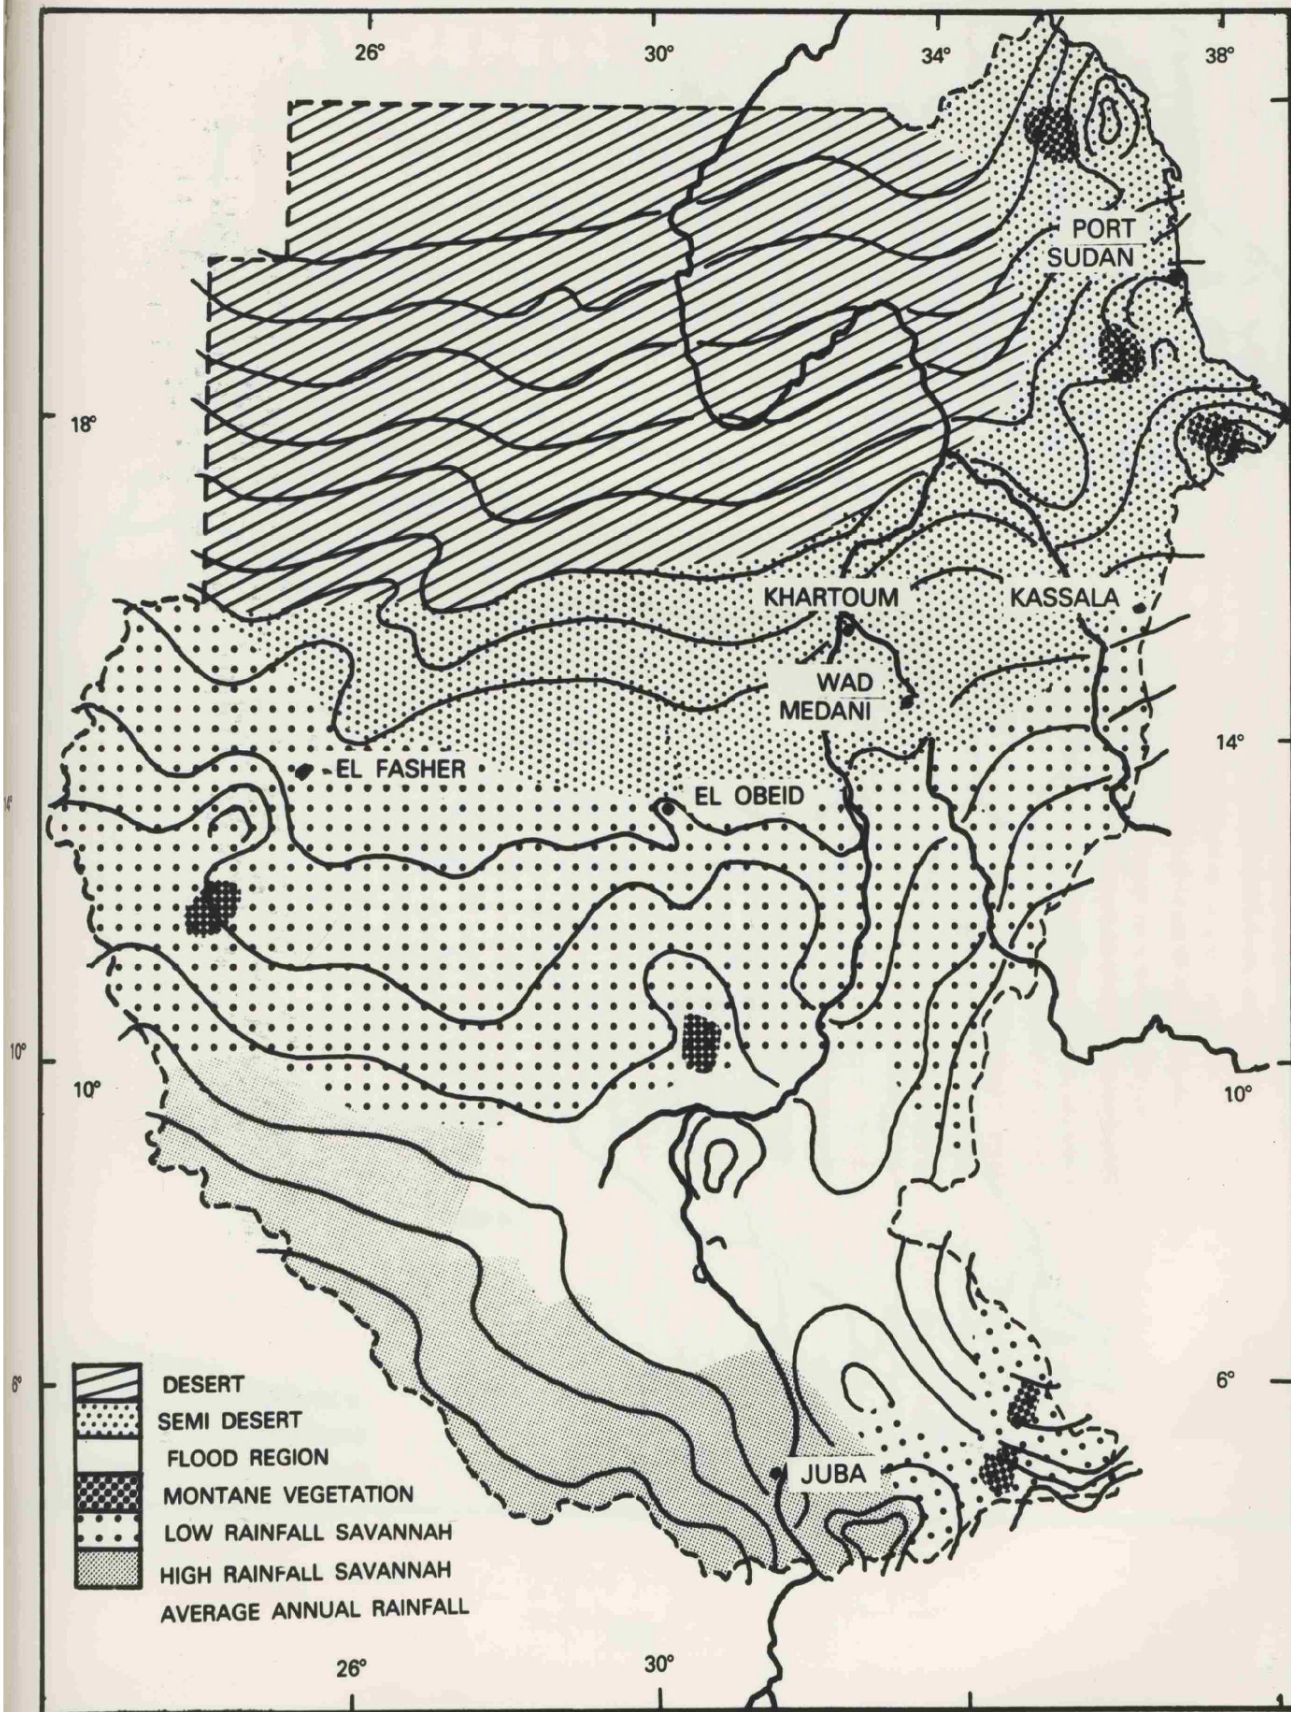 26°
30°
34°
38°
PORT
SUDAN
18°
KHARTOUM
KASSALA
WAD
MEDANI
14°
14°
EL FASHER
EL OBEID
10°
10°
10°
6°
6°
DESERT
SEMI DESERT
FLOOD REGION
MONTANE VEGETATION
LOW RAINFALL SAVANNAH
HIGH RAINFALL SAVANNAH
AVERAGE ANNUAL RAINFALL
JUBA
26°
30°